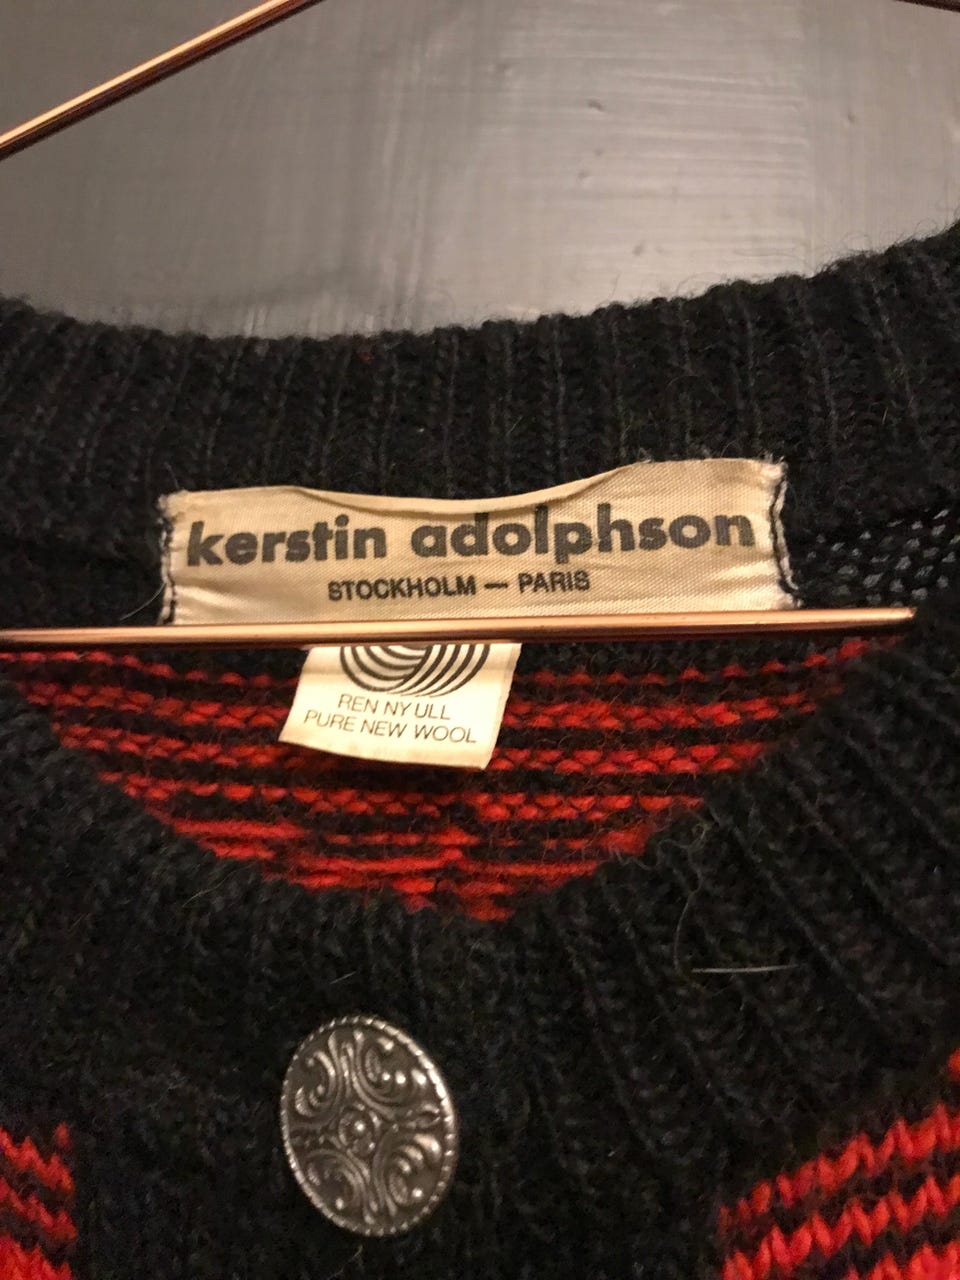 kerstin adolphson
STOCKHOLM — PARIS
REN NY ULL
PURE NEW WOOL